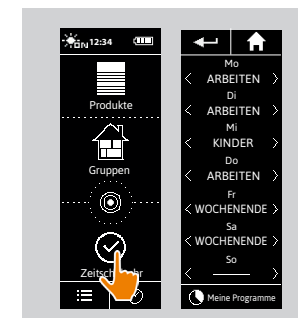 ON 12:34
Produkte
Gruppen
Mo
ARBEITEN
Di
ARBEITEN
Mi
KINDER
Do
ARBEITEN
Fr
WOCHENENDE
Sa
WOCHENENDE
So
Meine Programme